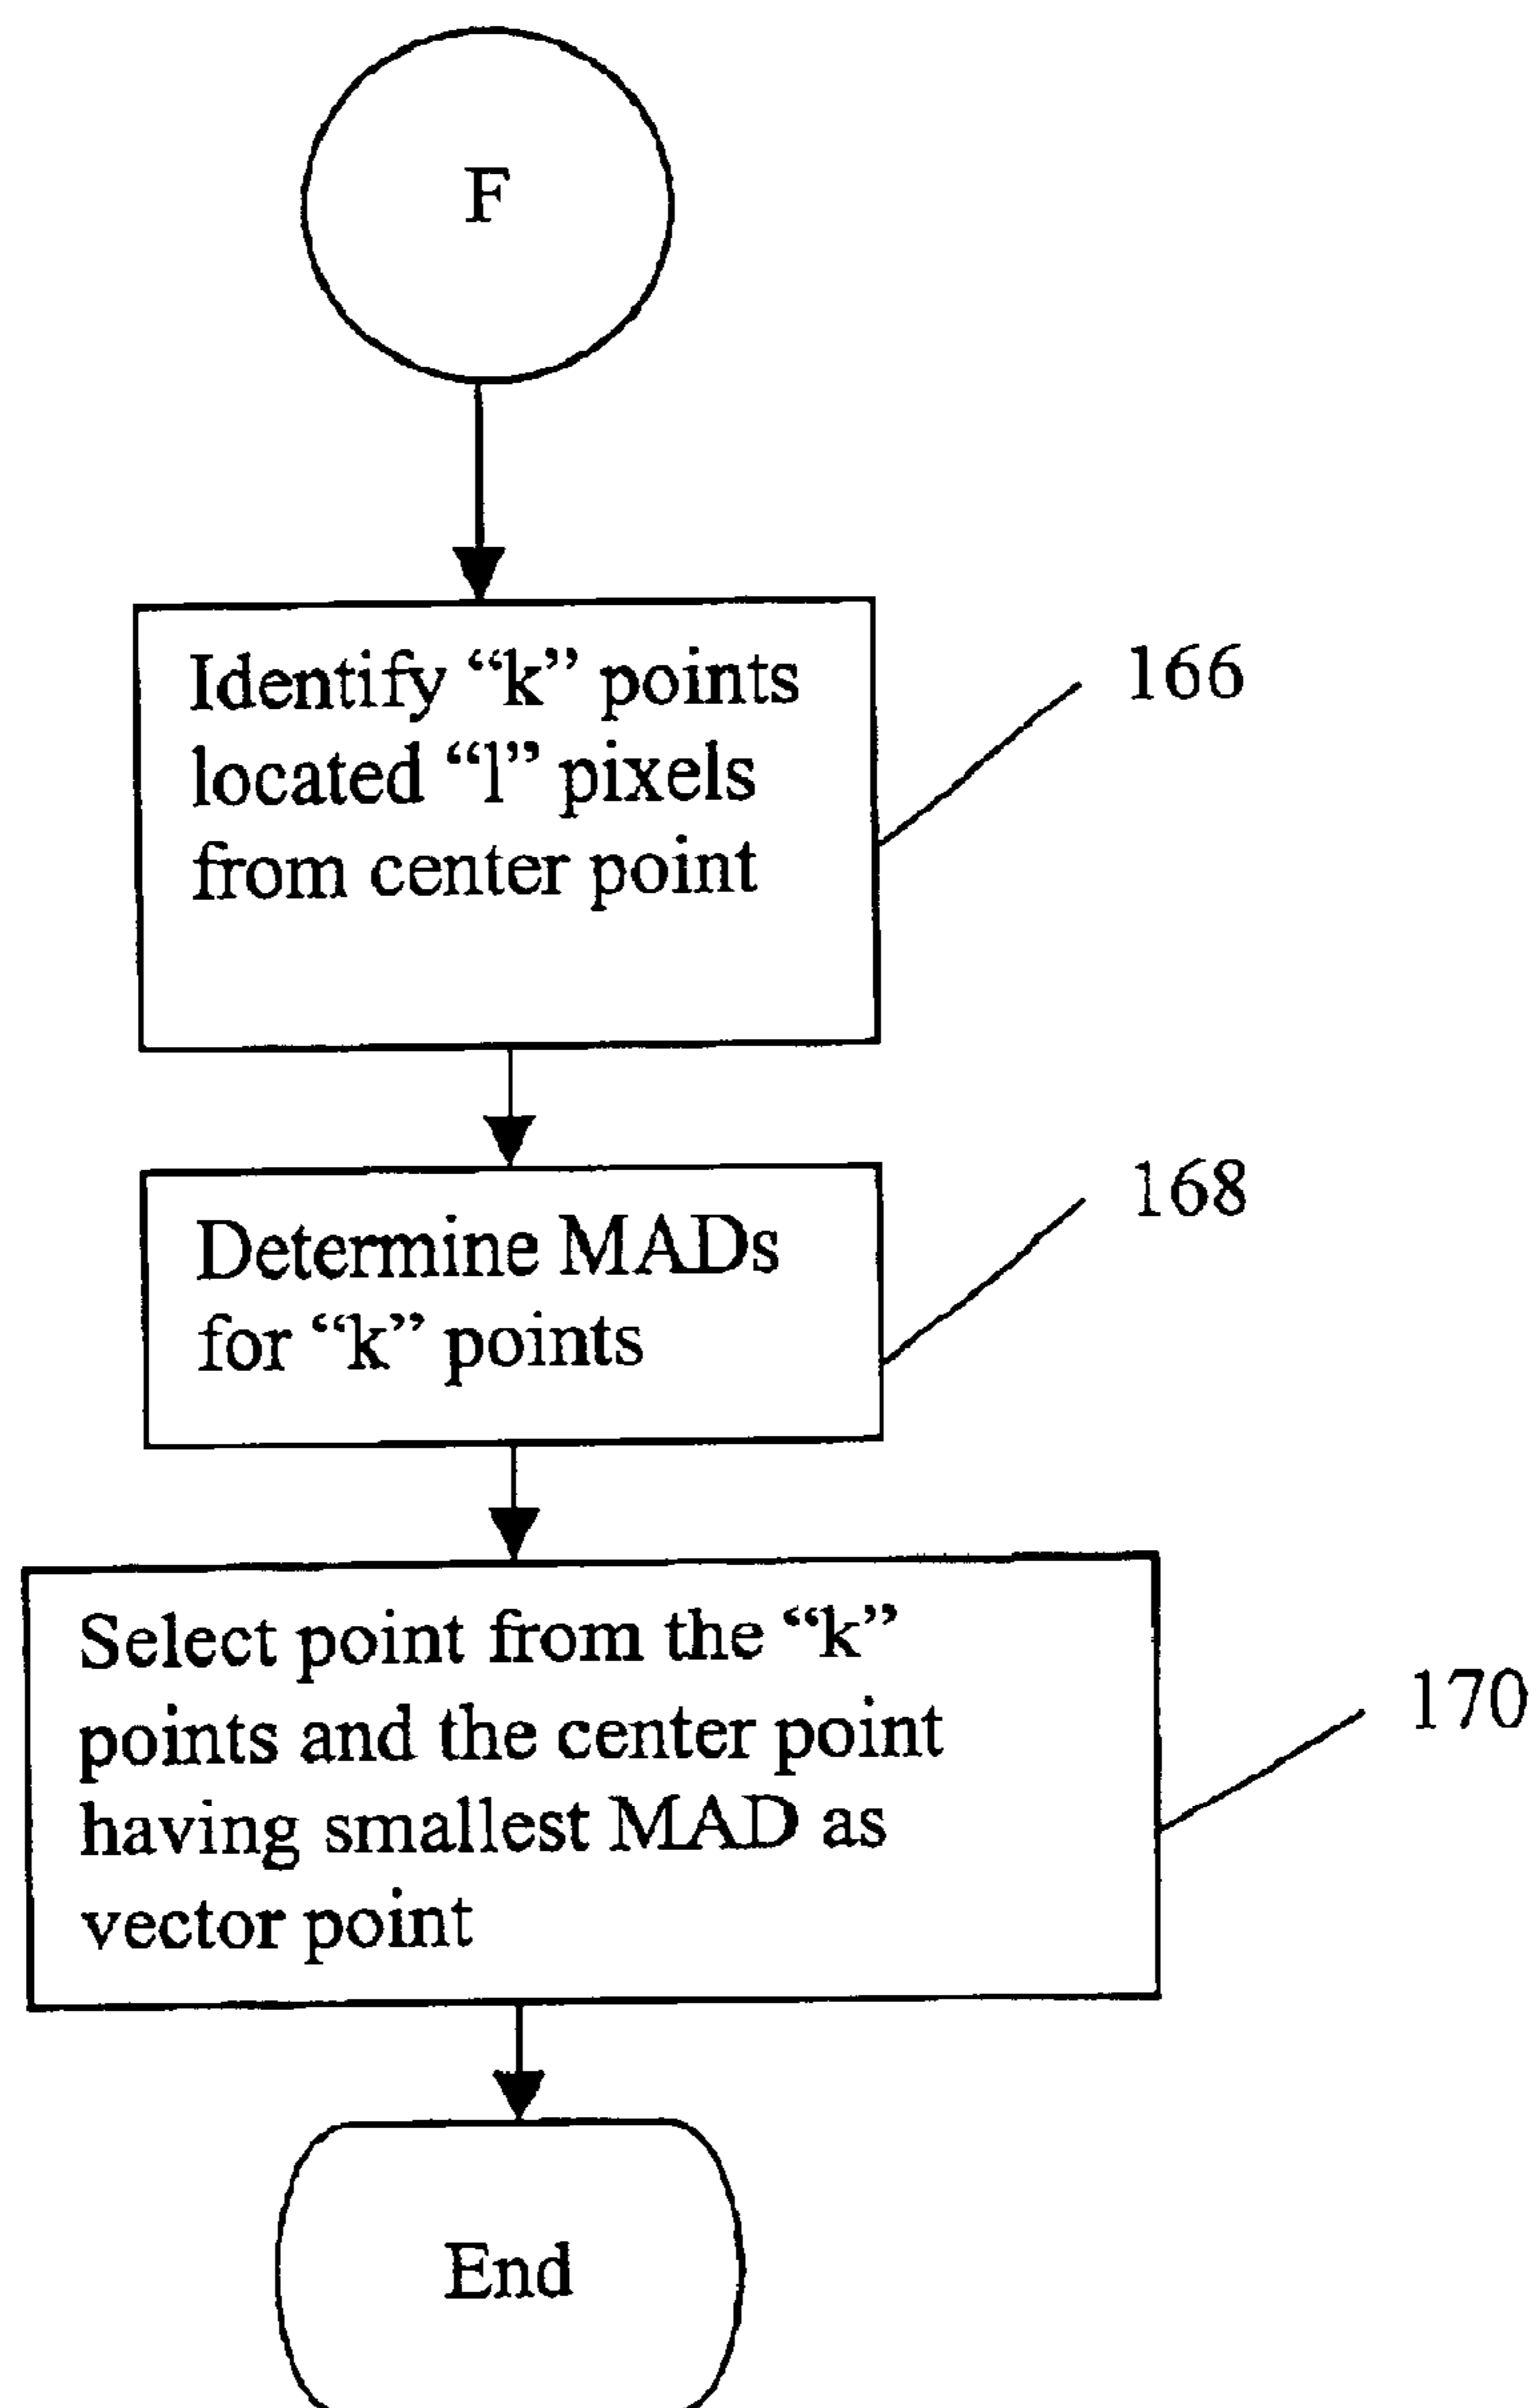 F
Identify “k” points
located “l” pixels
from center point
166
Determine MADs
for “k” points
168
Select point from the “k”
points and the center point
having smallest MAD as
vector point
170
End